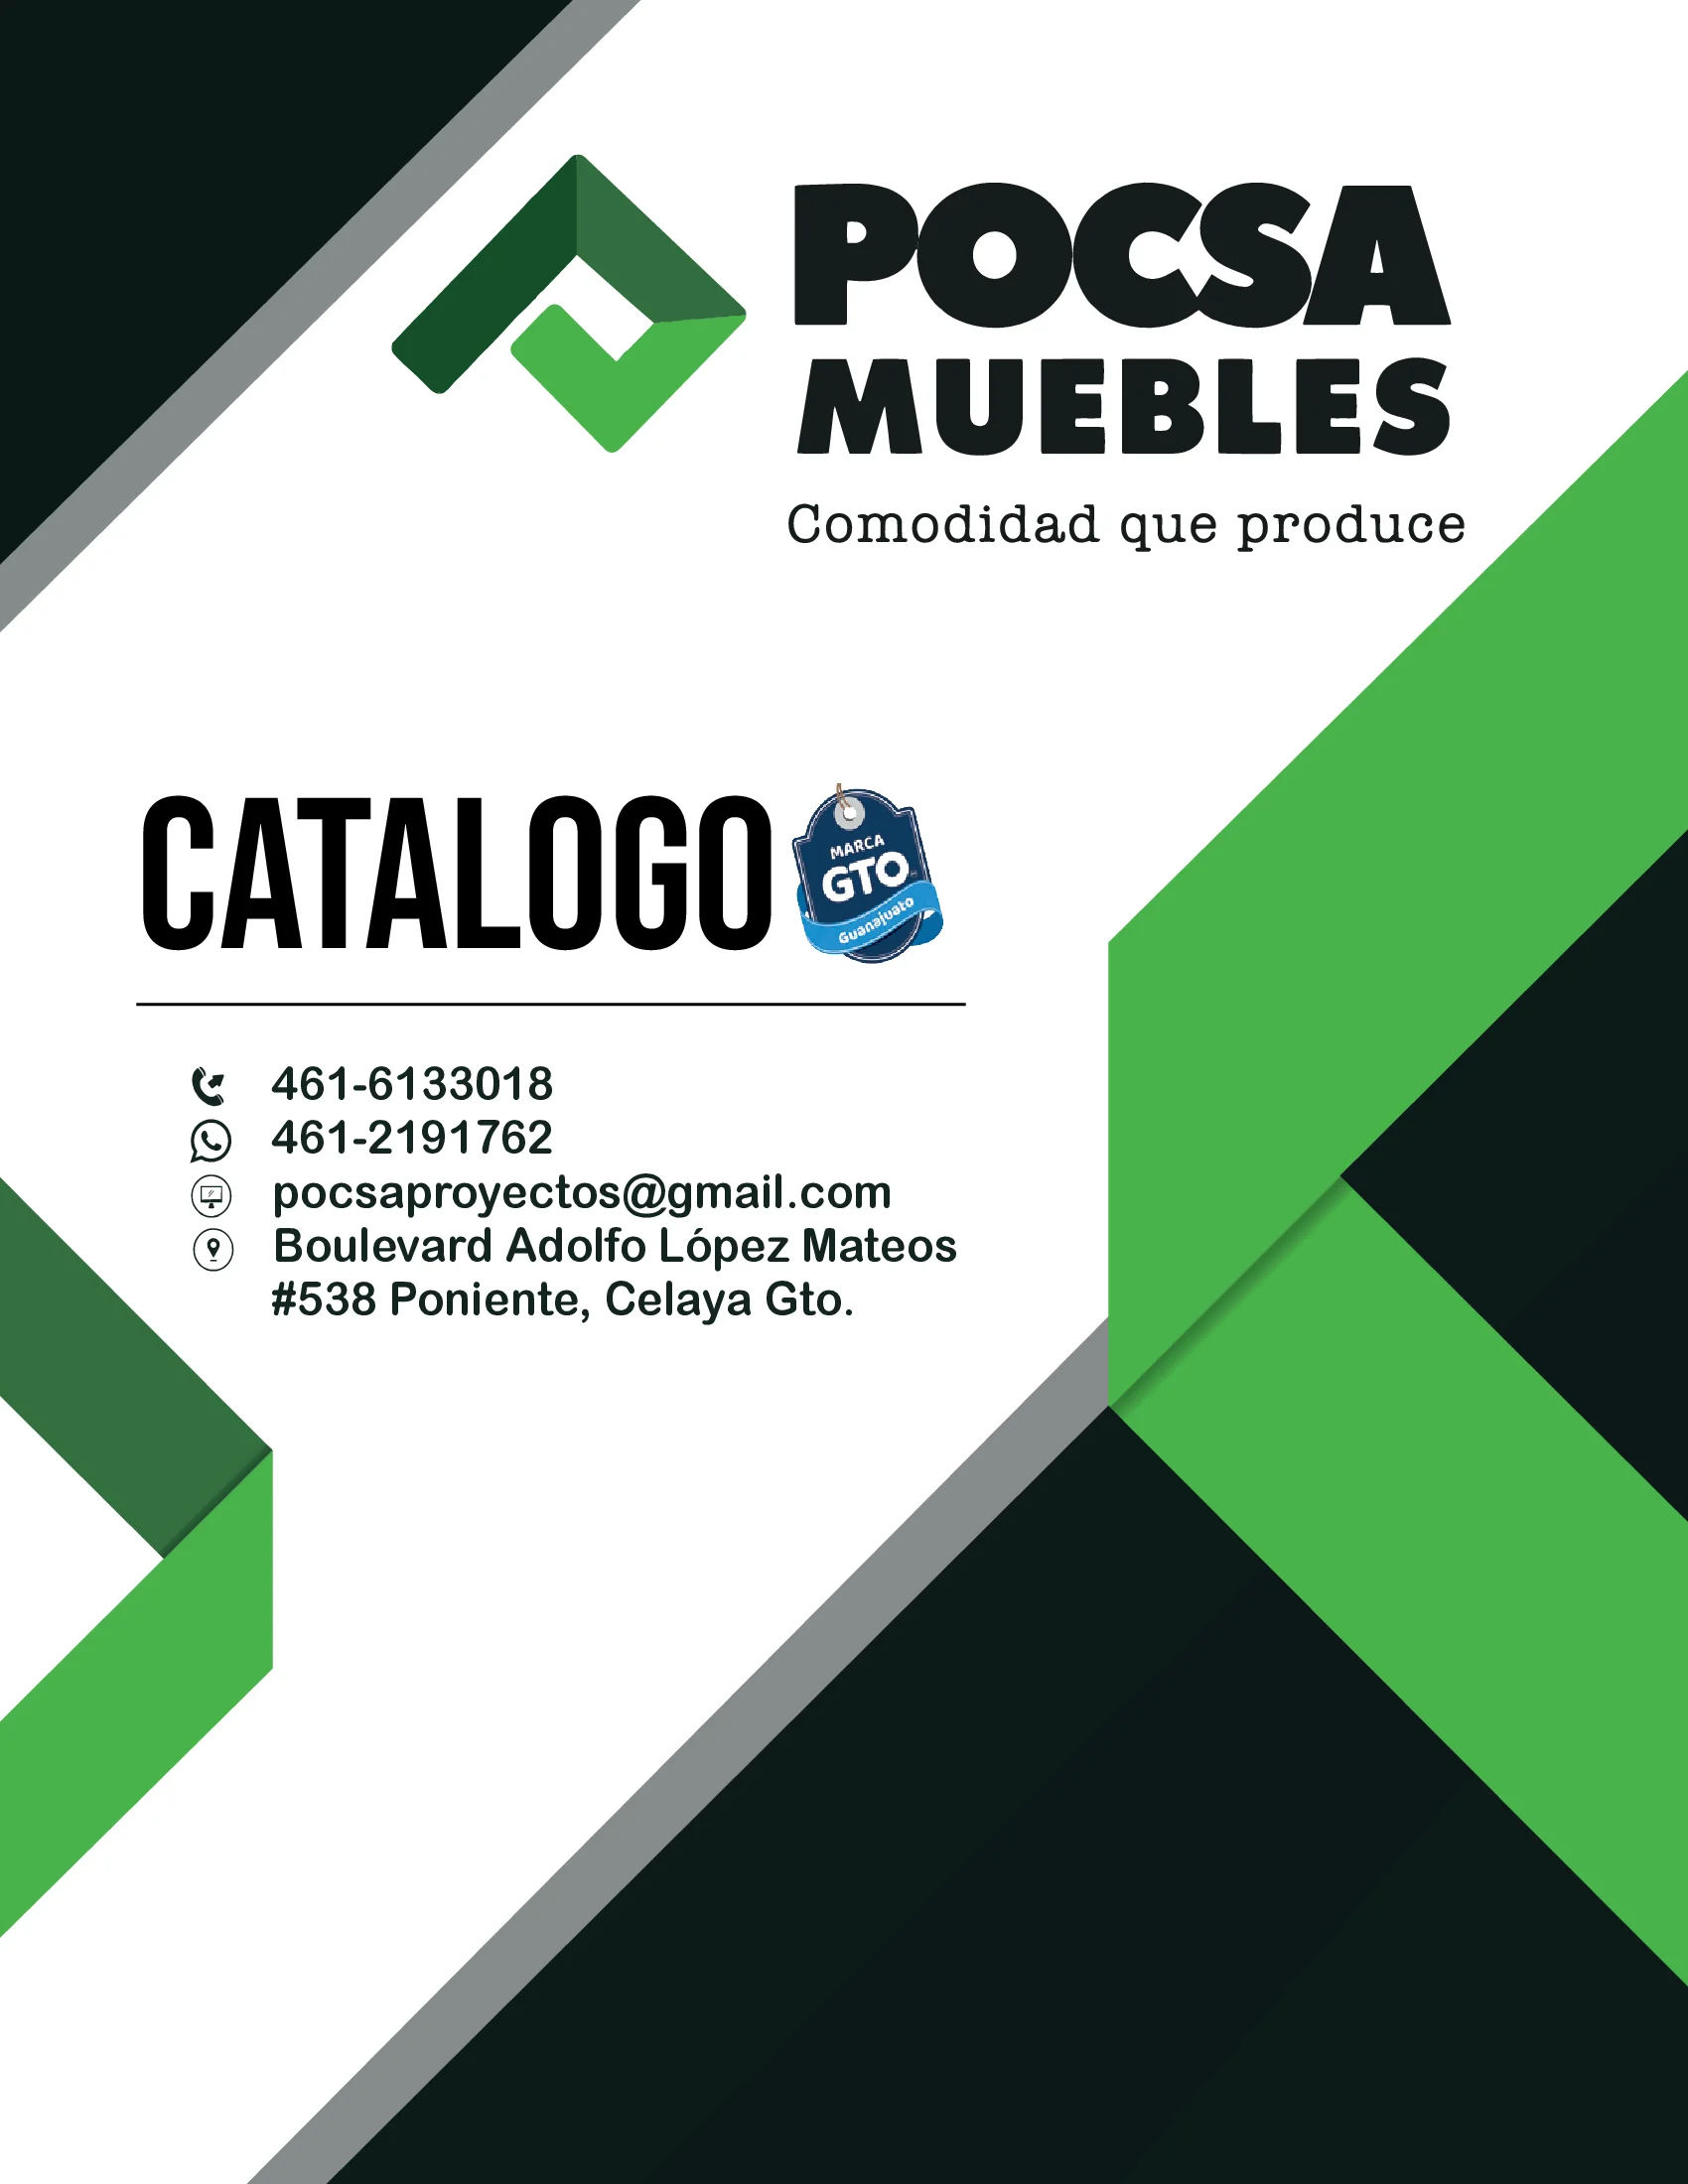 POCSA
MUEBLES
Comodidad que produce
CATALOGO
MARCA
GTO
Guanajuato
461-6133018
461-2191762
pocsaproyectos@gmail.com
Boulevard Adolfo López Mateos
#538 Poniente, Celaya Gto.